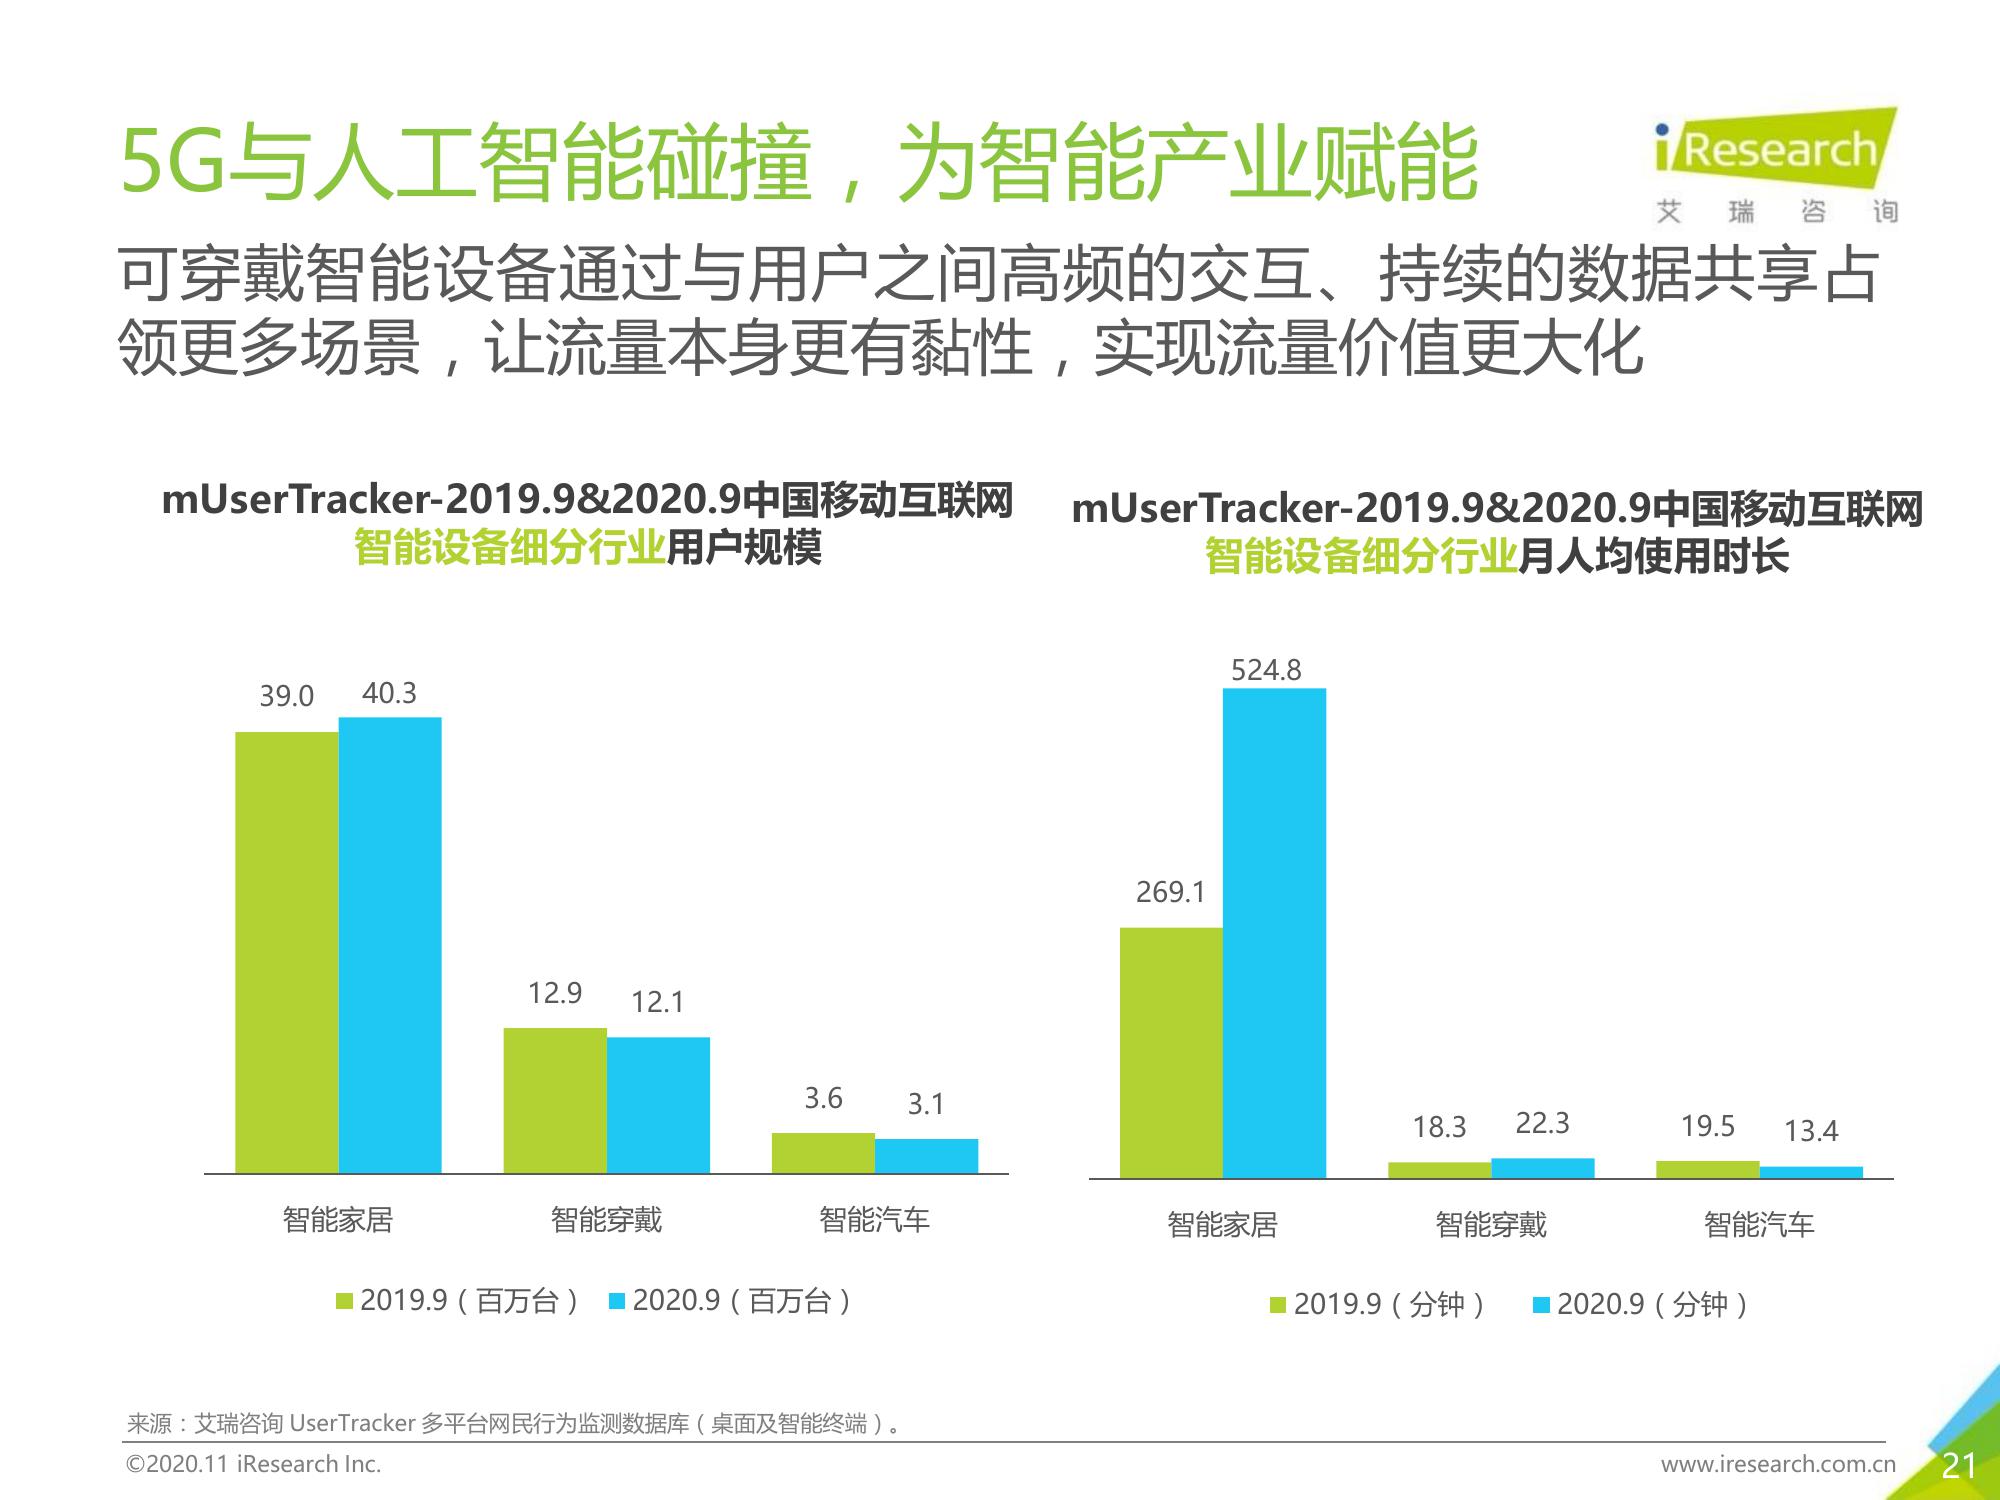 5G与人工智能碰撞，为智能产业赋能
iResearch
艾瑞咨询
可穿戴智能设备通过与用户之间高频的交互、持续的数据共享占
领更多场景，让流量本身更有黏性，实现流量价值更大化
mUserTracker-2019.9&2020.9中国移动互联网
智能设备细分行业用户规模
39.0
40.3
12.9
12.1
3.6
3.1
智能家居
智能穿戴
智能汽车
2019.9（百万台）
2020.9（百万台）
mUserTracker-2019.9&2020.9中国移动互联网
智能设备细分行业月人均使用时长
269.1
524.8
18.3
22.3
19.5
13.4
智能家居
智能穿戴
智能汽车
2019.9（分钟）
2020.9（分钟）
来源：艾瑞咨询 UserTracker 多平台网民行为监测数据库（桌面及智能终端）。
©2020.11 iResearch Inc.
www.iresearch.com.cn
21